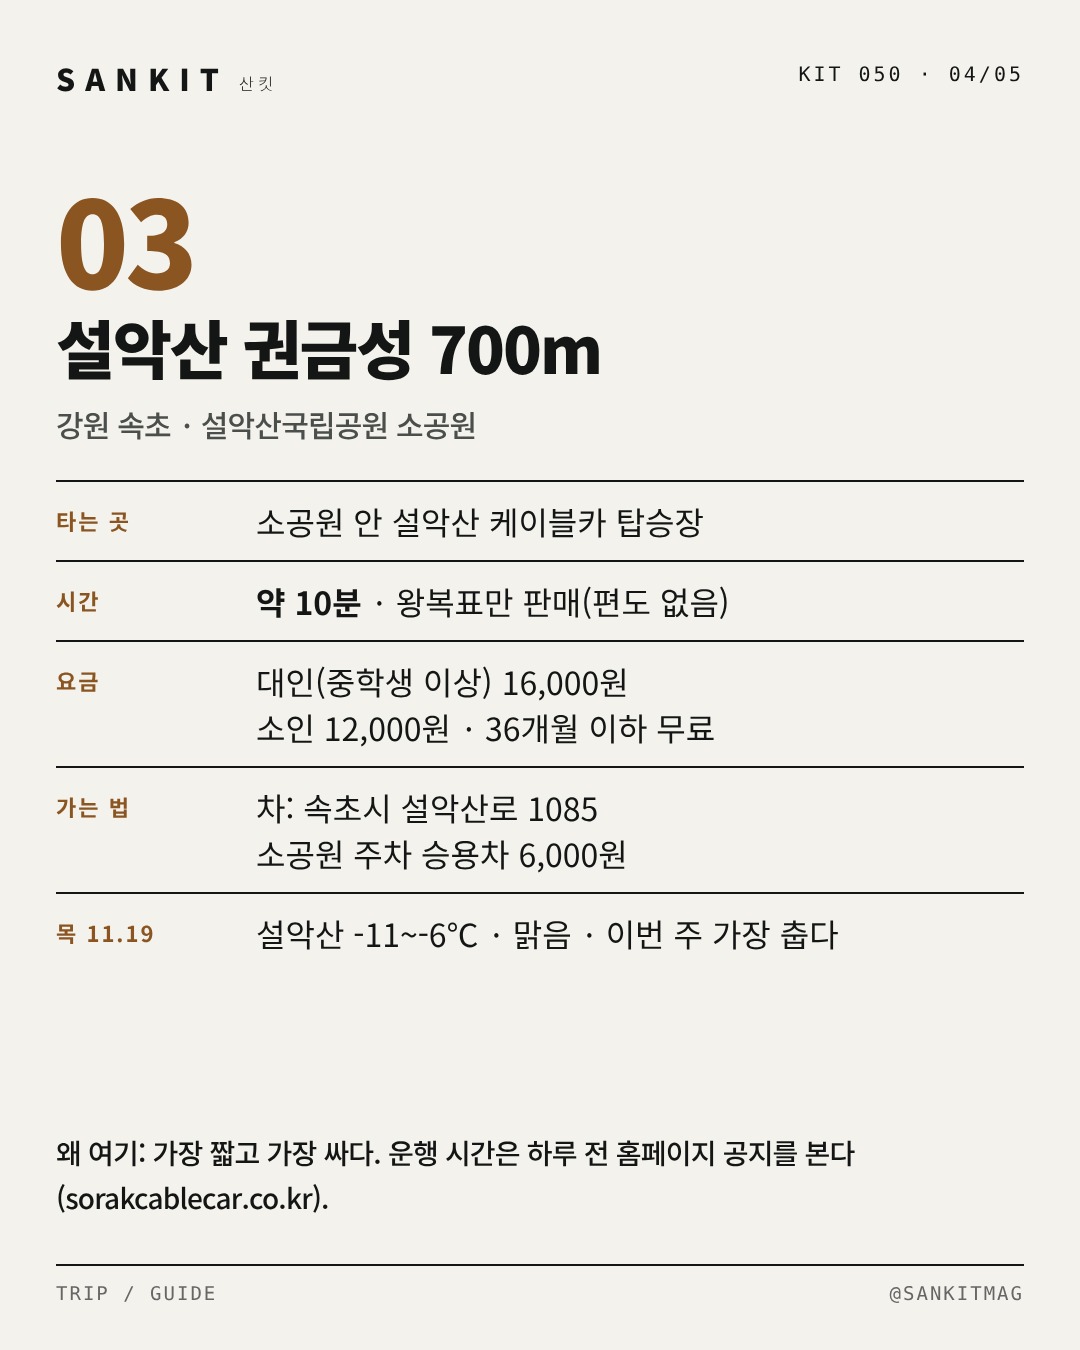 SANKIT 산킷
KIT 050 · 04/05
03
설악산 권금성 700m
강원 속초 · 설악산국립공원 소공원
타는 곳
소공원 안 설악산 케이블카 탑승장
시간
약 10분 · 왕복표만 판매(편도 없음)
요금
대인(중학생 이상) 16,000원
소인 12,000원 · 36개월 이하 무료
가는 법
차: 속초시 설악산로 1085
소공원 주차 승용차 6,000원
목 11.19
설악산 -11~-6℃ · 맑음 · 이번 주 가장 춥다
왜 여기: 가장 짧고 가장 싸다. 운행 시간은 하루 전 홈페이지 공지를 본다
(sorakcablecar.co.kr).
TRIP / GUIDE
@SANKITMAG